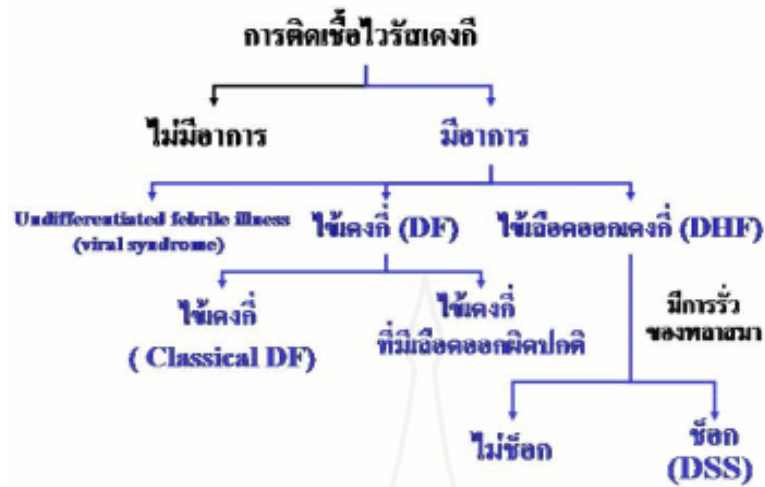 การติดเชื้อไวรัสเดงกี
ไม่มีอาการ
มีอาการ
Undifferentiated febrile illness
(viral syndrome)
ไข้เดงกี่ (DF)
ไข้เลือดออกเดงกี่ (DHF)
ไข้เดงกี่
( Classical DF)
ไข้เดงกี่
ที่มีเลือดออกผิดปกติ
มีการรั่ว
ของพลาสมา
ไม่ช็อก
ช็อก
(DSS)